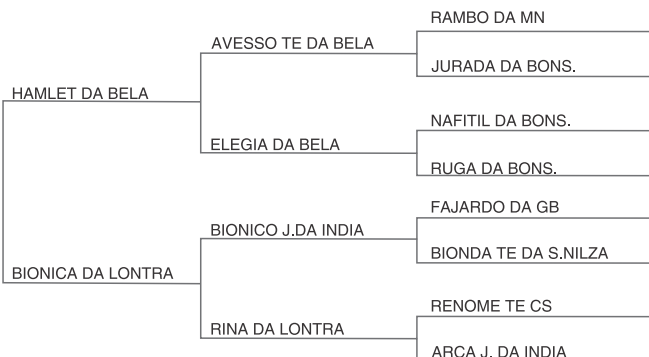 RAMBO DA MN
AVESSO TE DA BELA
JURADA DA BONS.
HAMLET DA BELA
NAFITIL DA BONS.
ELEGIA DA BELA
RUGA DA BONS.
FAJARDO DA GB
BIONICO J.DA INDIA
BIONDA TE DA S.NILZA
BIONICA DA LONTRA
RENOME TE CS
RINA DA LONTRA
ARCA J. DA INDIA